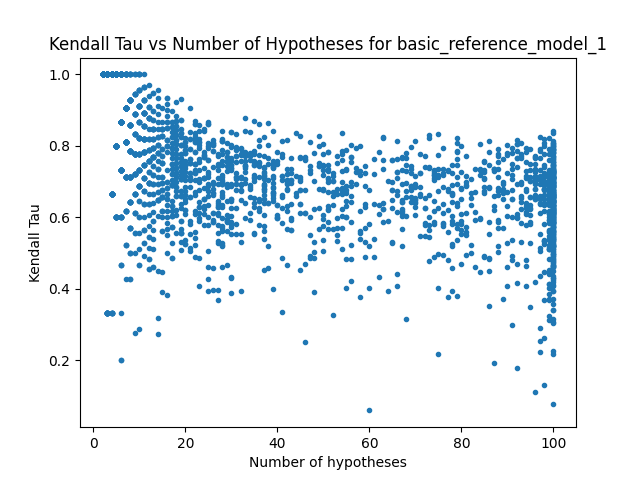 Kendall Tau vs Number of Hypotheses for basic_reference_model_1
1.0
0.8
0.6
0.4
0.2
Kendall Tau
0 20 40 60 80 100
Number of hypotheses